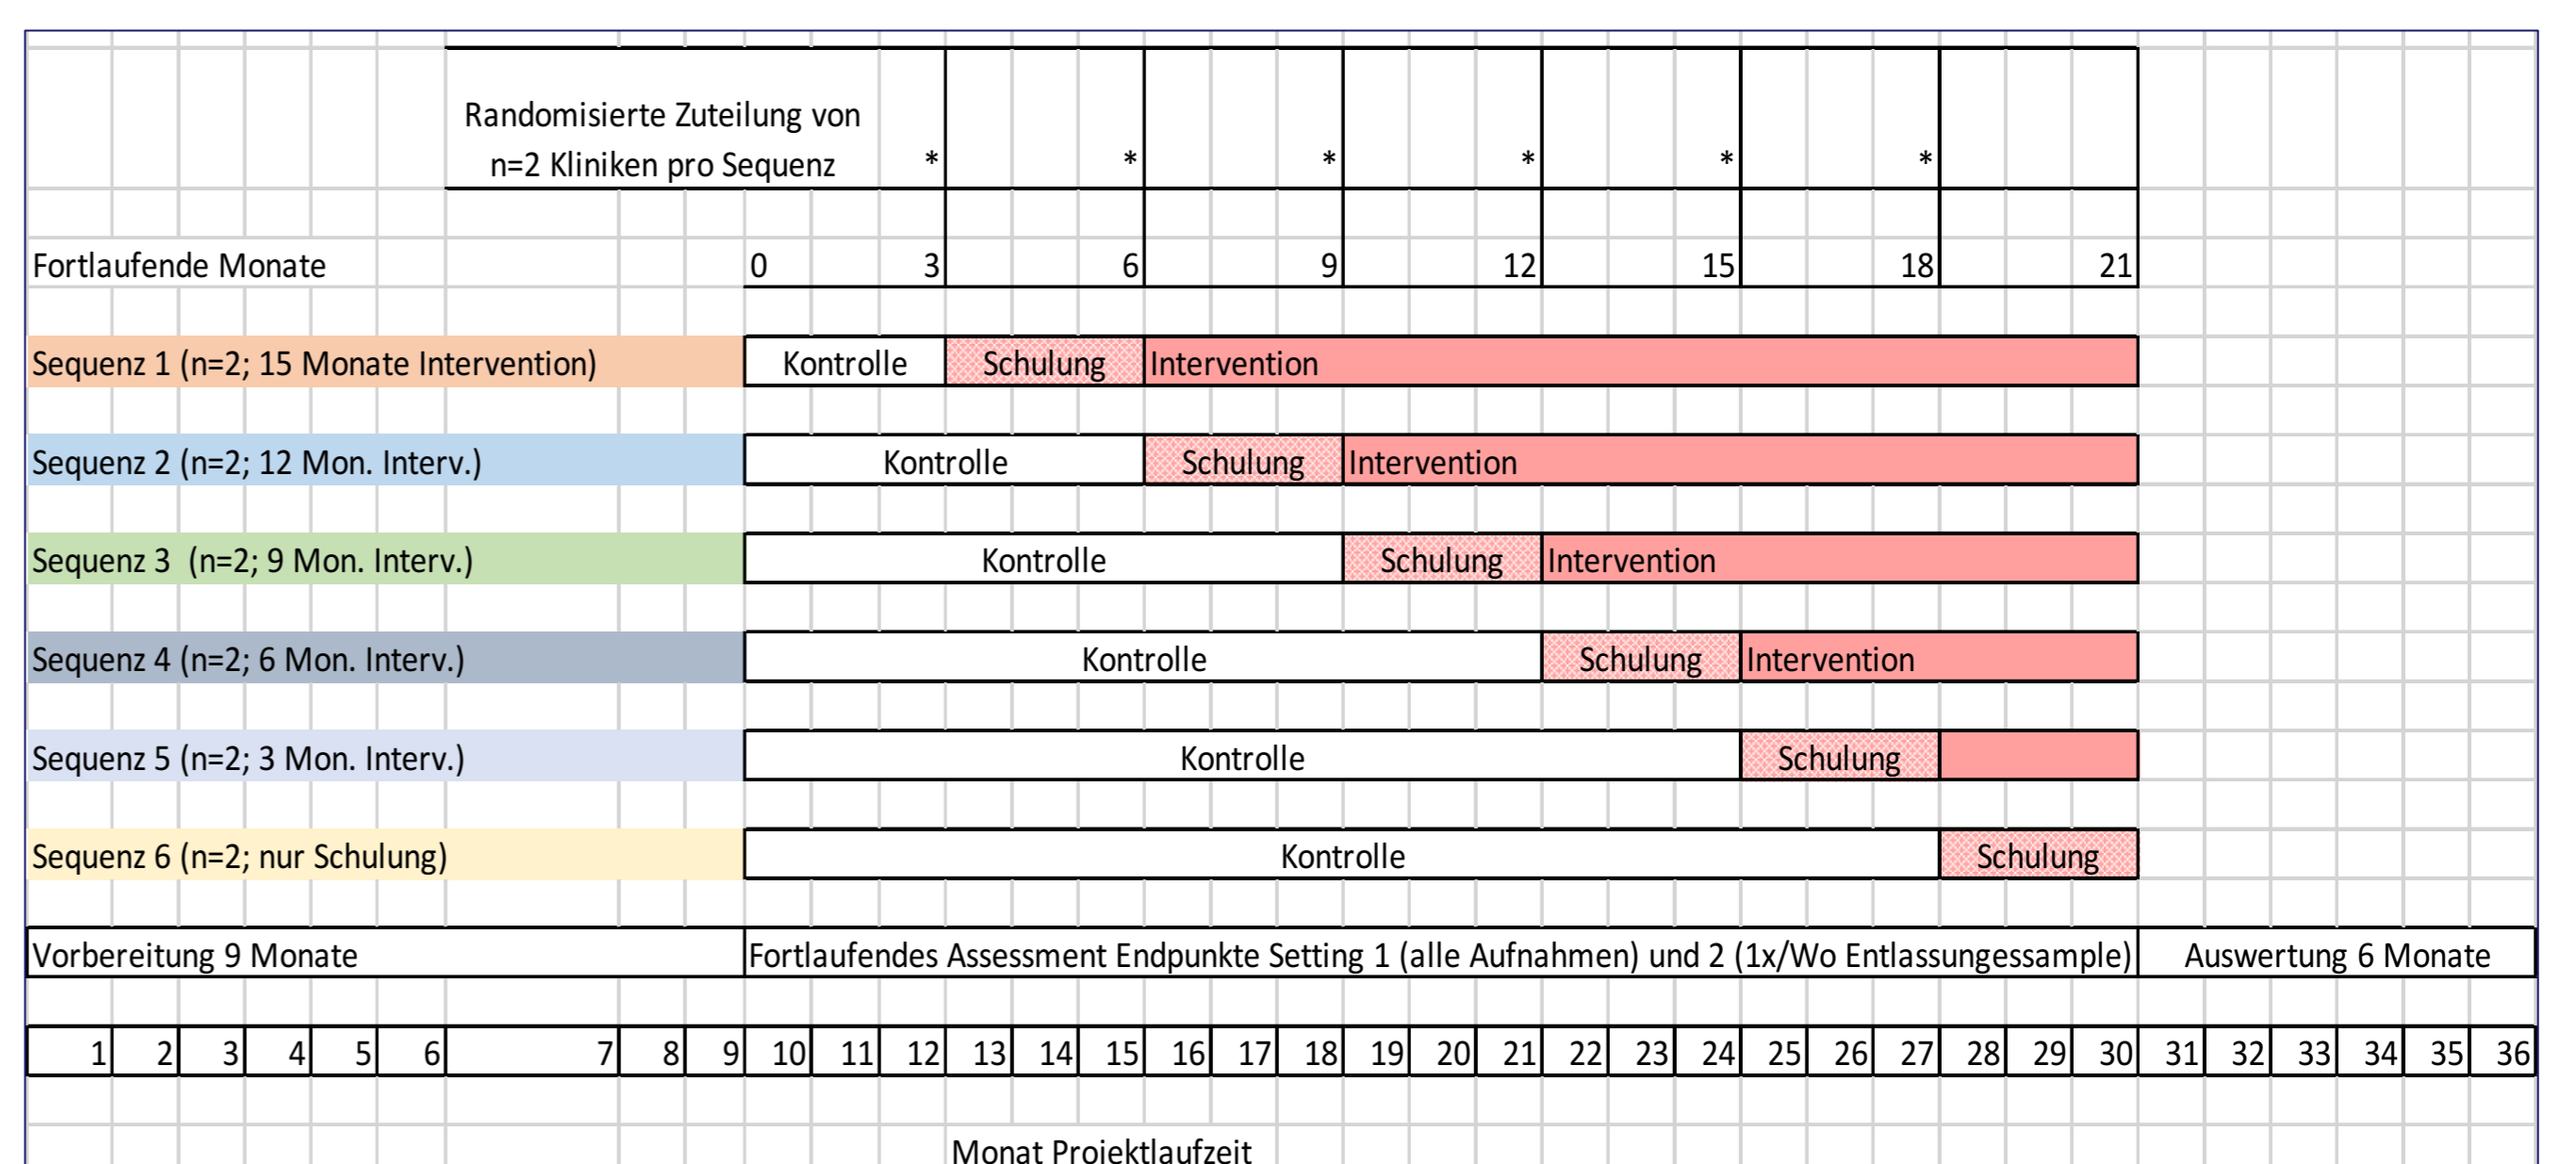 Randomisierte Zuteilung von
n=2 Kliniken pro Sequenz * * * * * *
Fortlaufende Monate 0 3 6 9 12 15 18 21
Sequenz 1 (n=2; 15 Monate Intervention) Kontrolle Schulung Intervention
Sequenz 2 (n=2; 12 Mon. Interv.) Kontrolle Schulung Intervention
Sequenz 3 (n=2; 9 Mon. Interv.) Kontrolle Schulung Intervention
Sequenz 4 (n=2; 6 Mon. Interv.) Kontrolle Schulung Intervention
Sequenz 5 (n=2; 3 Mon. Interv.) Kontrolle Schulung
Sequenz 6 (n=2; nur Schulung) Kontrolle Schulung
Vorbereitung 9 Monate Fortlaufendes Assessment Endpunkte Setting 1 (alle Aufnahmen) und 2 (1x/Wo Entlassungessample) Auswertung 6 Monate
1 2 3 4 5 6 7 8 9 10 11 12 13 14 15 16 17 18 19 20 21 22 23 24 25 26 27 28 29 30 31 32 33 34 35 36
Monat Projektlaufzeit